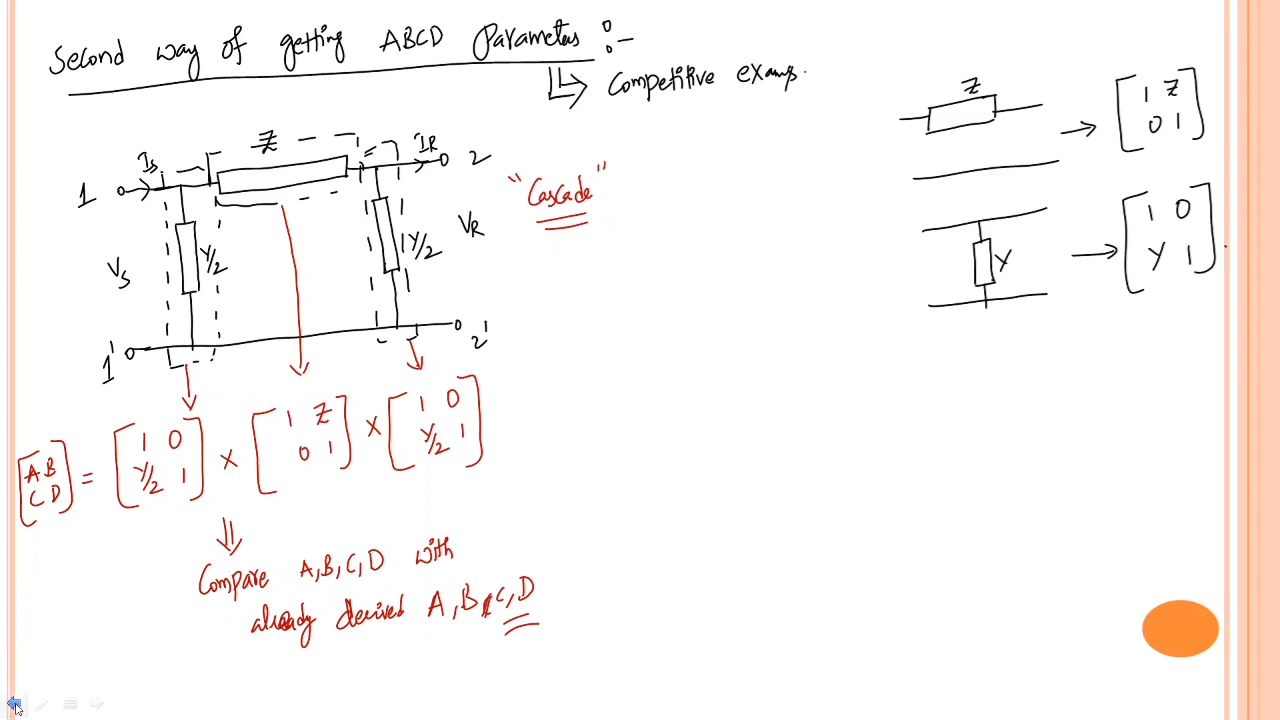 Second way of getting ABCD Parameters :-
Competitive exams.
Z
1 Z
0 1
Z
Is
IR
1
2
"Cascade"
Vs
Y/2
Y/2
VR
1 0
Y 1
Y
1'
2'
A B
C D
=
1 0
Y/2 1
×
1 Z
0 1
×
1 0
Y/2 1
Compare A, B, C, D with
already derived A, B, C, D